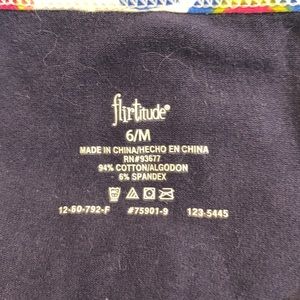 flirtitude®
6/M
MADE IN CHINA/HECHO EN CHINA
RN#93677
94% COTTON/ALGODON
6% SPANDEX
12-60-792-F #75901-9 123-5445